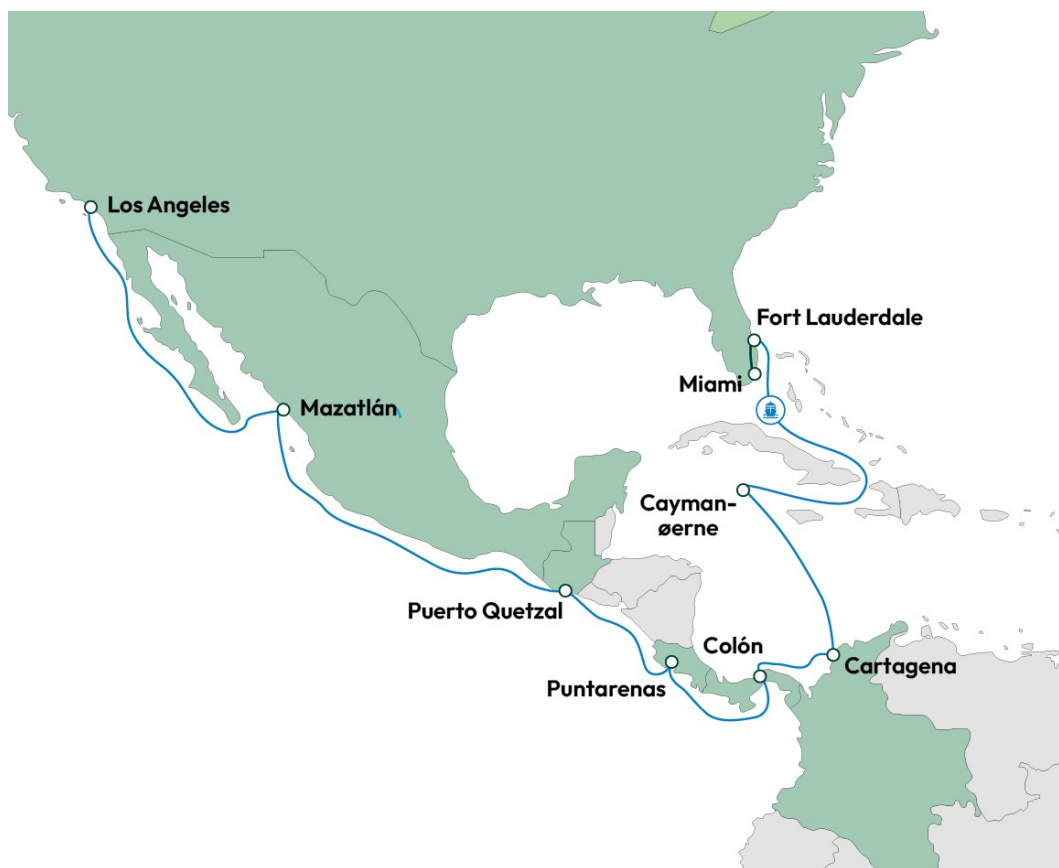 Los Angeles
Fort Lauderdale
Miami
Mazatlán
Cayman-
øerne
Puerto Quetzal
Colón
Cartagena
Puntarenas